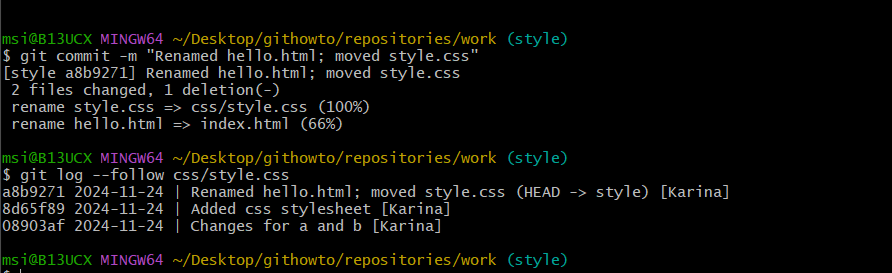 msi@B13UCX MINGW64 ~/Desktop/githowto/repositories/work (style)
$ git commit -m "Renamed hello.html; moved style.css"
[style a8b9271] Renamed hello.html; moved style.css
 2 files changed, 1 deletion(-)
 rename style.css => css/style.css (100%)
 rename hello.html => index.html (66%)
msi@B13UCX MINGW64 ~/Desktop/githowto/repositories/work (style)
$ git log --follow css/style.css
a8b9271 2024-11-24 | Renamed hello.html; moved style.css (HEAD -> style) [Karina]
8d65f89 2024-11-24 | Added css stylesheet [Karina]
08903af 2024-11-24 | Changes for a and b [Karina]
msi@B13UCX MINGW64 ~/Desktop/githowto/repositories/work (style)
$